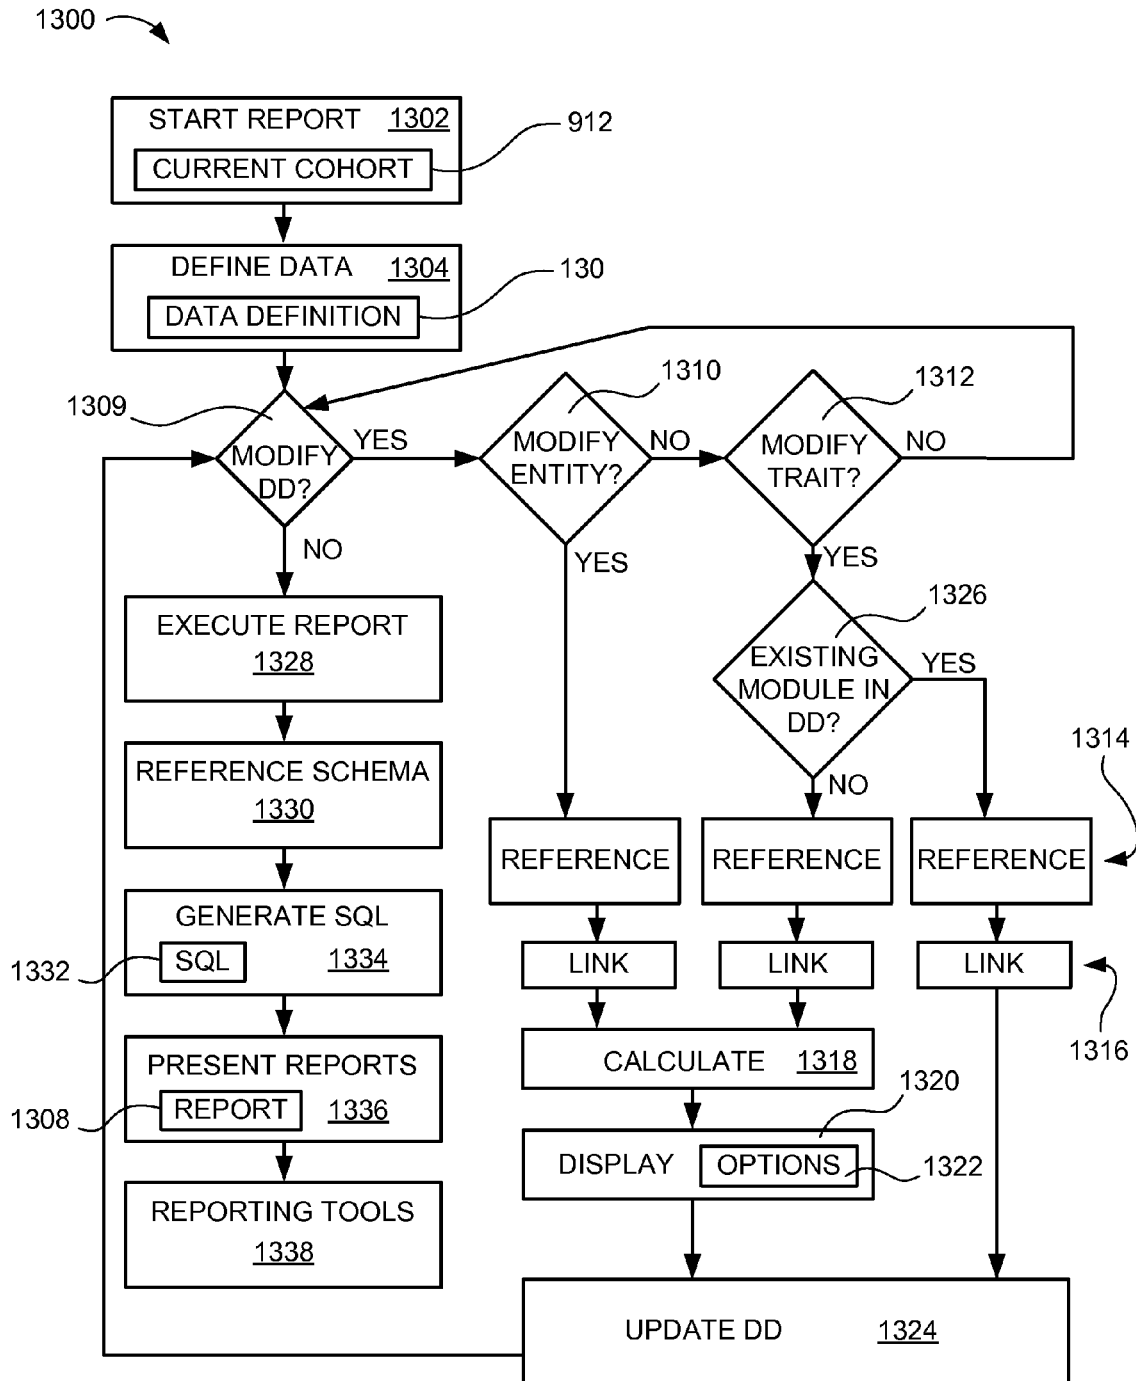 1300
START REPORT 1302
912
CURRENT COHORT
DEFINE DATA 1304
130
DATA DEFINITION
1309
MODIFY
DD?
YES
NO
1310
MODIFY
ENTITY?
NO
YES
1312
MODIFY
TRAIT?
NO
YES
1326
EXISTING
MODULE IN
DD?
YES
NO
EXECUTE REPORT
1328
REFERENCE SCHEMA
1330
GENERATE SQL
1332
SQL
1334
PRESENT REPORTS
1308
REPORT
1336
REPORTING TOOLS
1338
REFERENCE
REFERENCE
REFERENCE
1314
LINK
LINK
LINK
1316
CALCULATE 1318
1320
DISPLAY
OPTIONS
1322
UPDATE DD 1324